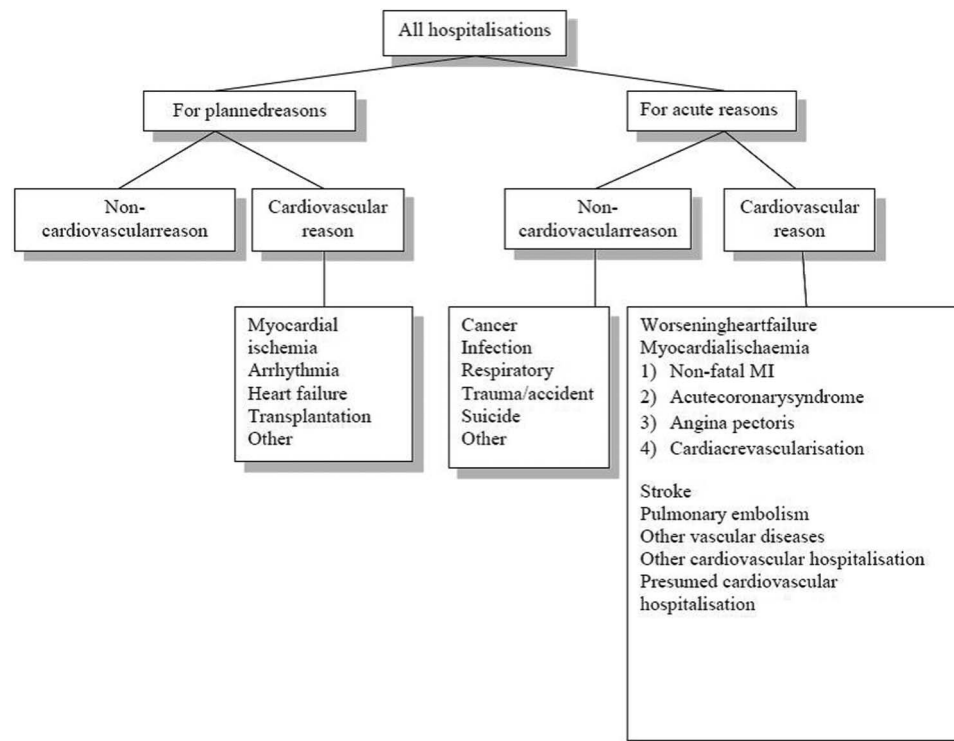 All hospitalisations
For plannedreasons
For acute reasons
Non-
cardiovascularreason
Cardiovascular
reason
Non-
cardiovacularreason
Cardiovascular
reason
Myocardial
ischemia
Arrhythmia
Heart failure
Transplantation
Other
Cancer
Infection
Respiratory
Trauma/accident
Suicide
Other
Worseningheartfailure
Myocardialischaemia
1) Non-fatal MI
2) Acutecoronarysyndrome
3) Angina pectoris
4) Cardiacrevascularisation
Stroke
Pulmonary embolism
Other vascular diseases
Other cardiovascular hospitalisation
Presumed cardiovascular
hospitalisation